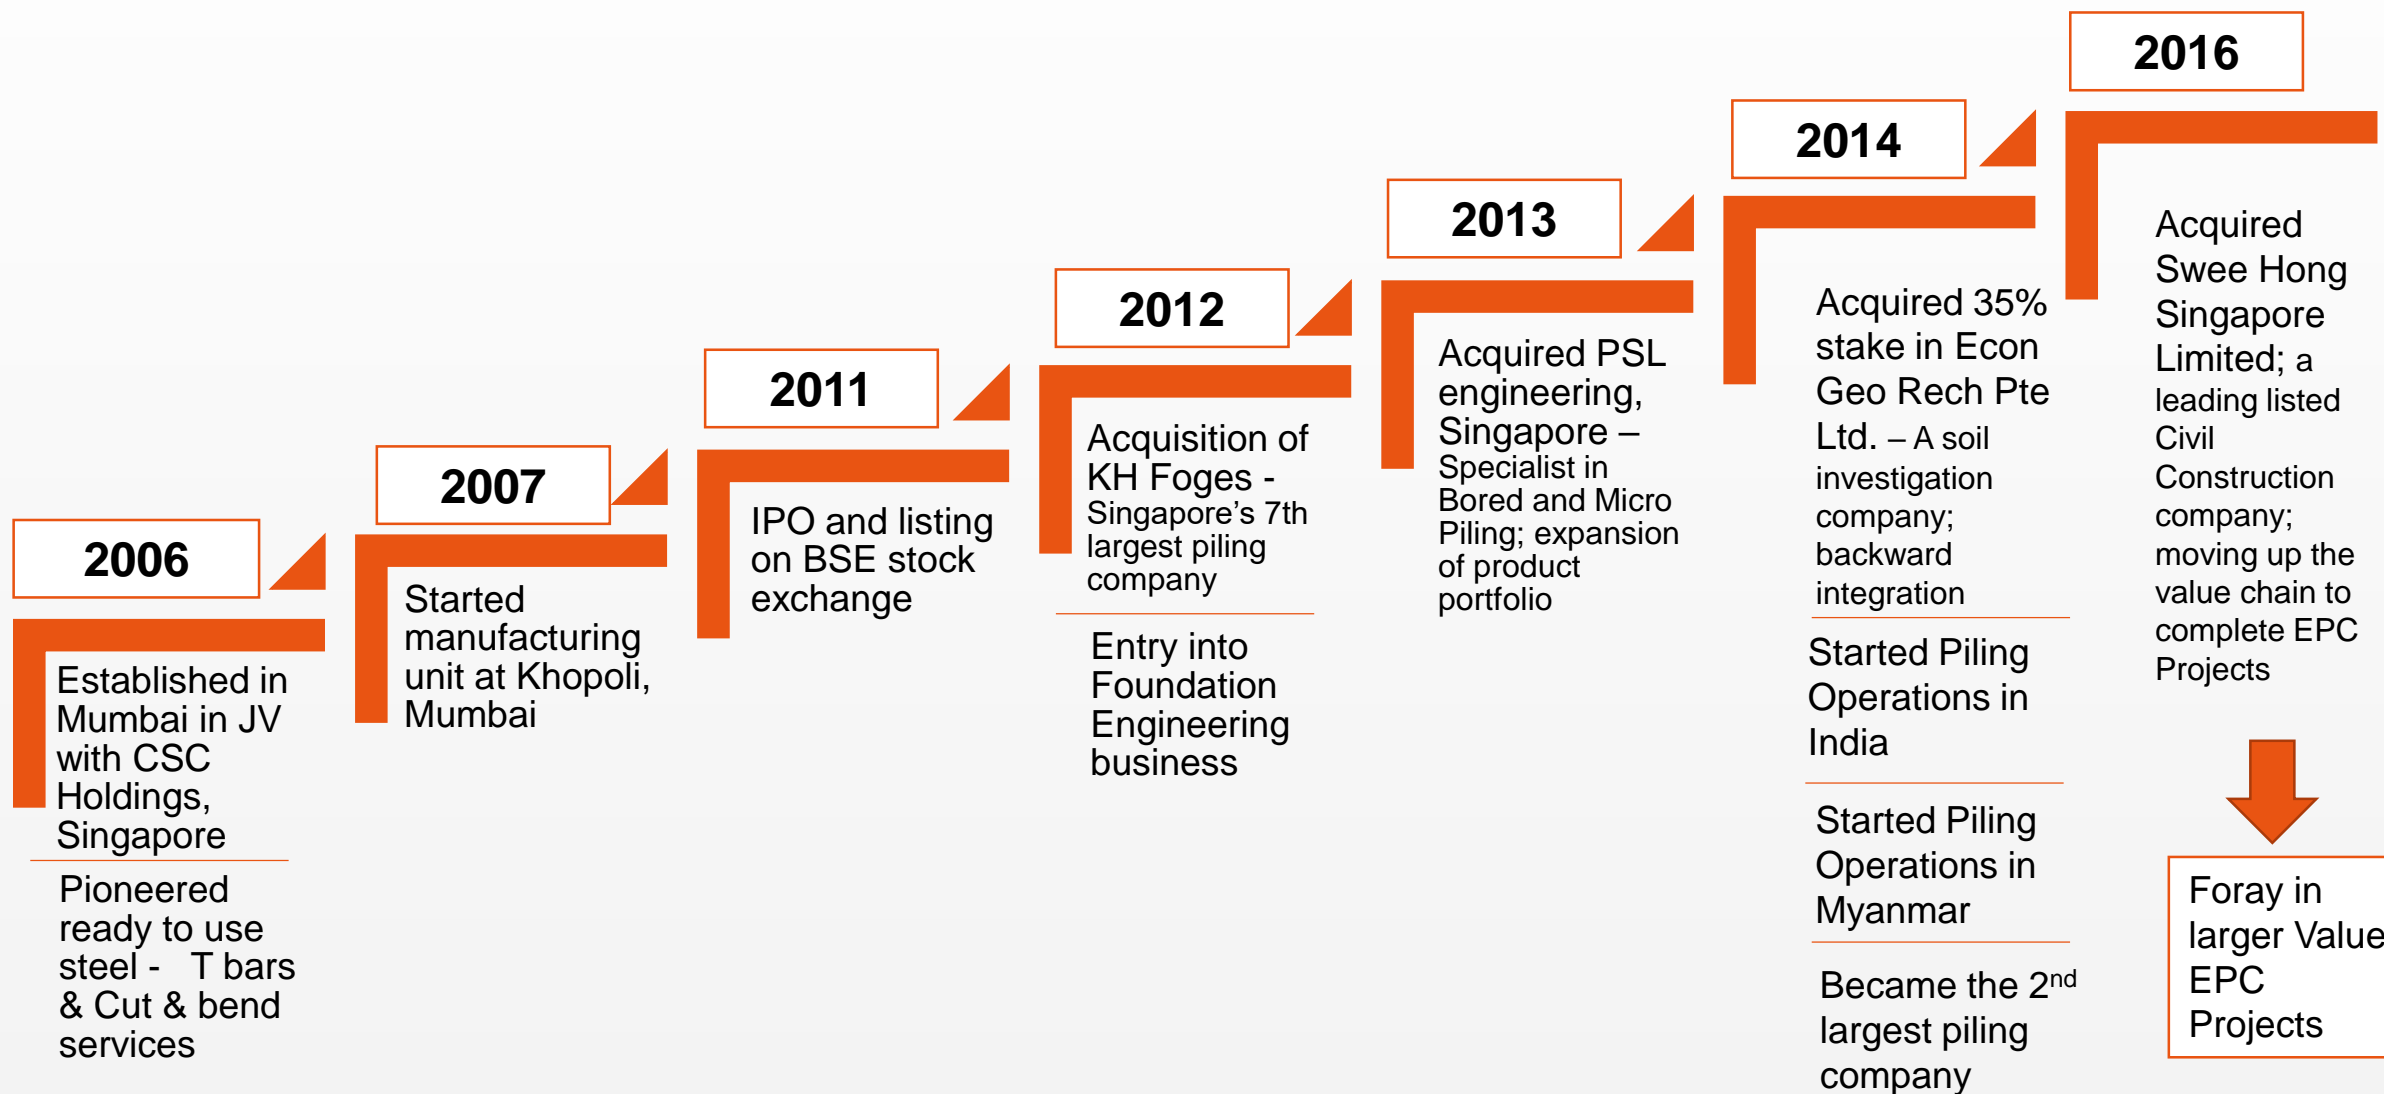 2006
Established in
Mumbai in JV
with CSC
Holdings,
Singapore
Pioneered
ready to use
steel - T bars
& Cut & bend
services
2007
Started
manufacturing
unit at Khopoli,
Mumbai
2011
IPO and listing
on BSE stock
exchange
2012
Acquisition of
KH Foges -
Singapore’s 7th
largest piling
company
Entry into
Foundation
Engineering
business
2013
Acquired PSL
engineering,
Singapore –
Specialist in
Bored and Micro
Piling; expansion
of product
portfolio
2014
Acquired 35%
stake in Econ
Geo Rech Pte
Ltd. – A soil
investigation
company;
backward
integration
Started Piling
Operations in
India
Started Piling
Operations in
Myanmar
Became the 2nd
largest piling
company
2016
Acquired
Swee Hong
Singapore
Limited; a
leading listed
Civil
Construction
company;
moving up the
value chain to
complete EPC
Projects
Foray in
larger Value
EPC
Projects